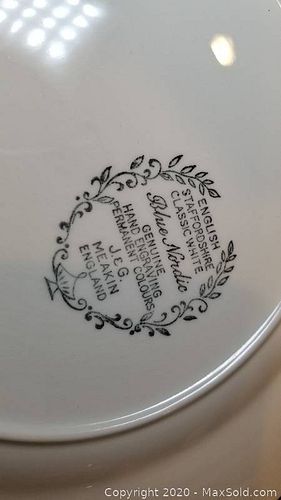 ENGLISH
STAFFORDSHIRE
CLASSIC WHITE
Blue Nordic
GENUINE
HAND ENGRAVING
PERMANENT COLOURS
J. & G.
MEAKIN
ENGLAND
Copyright 2020 - MaxSold.com